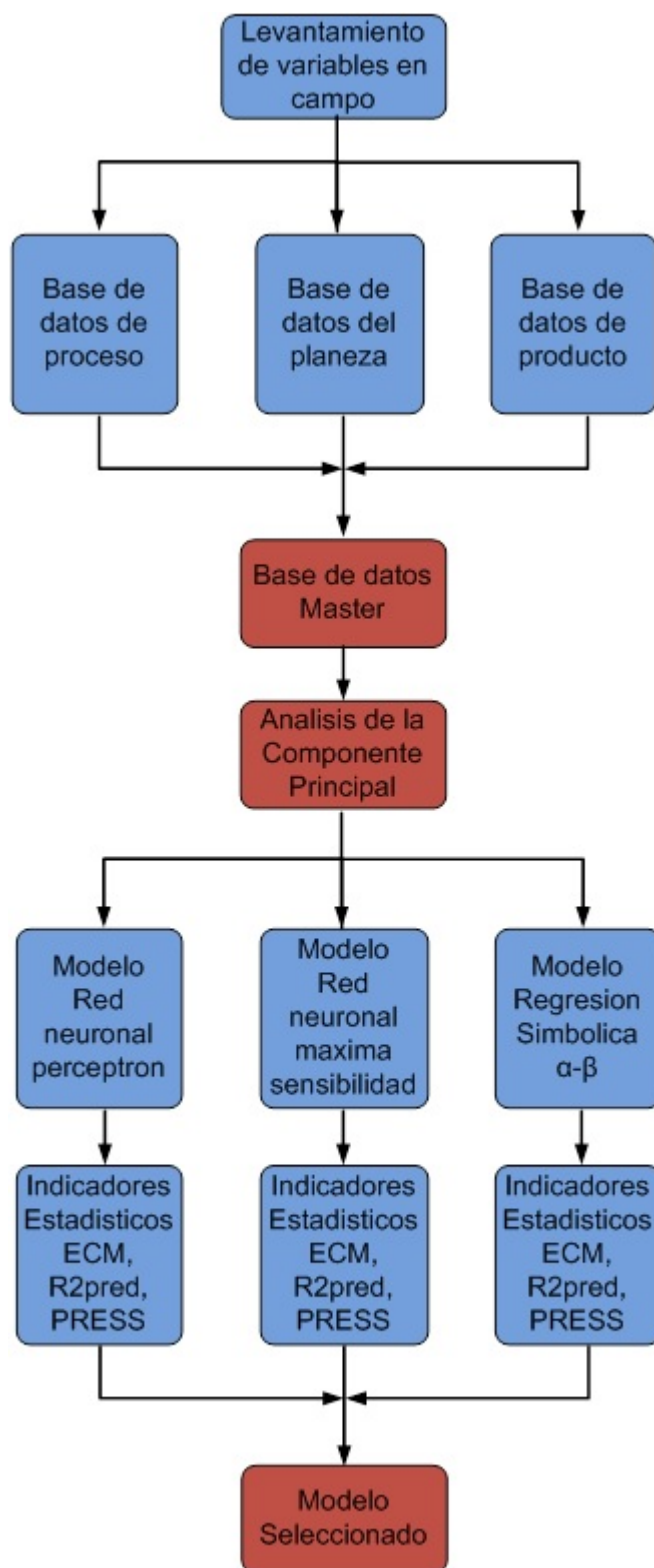 Levantamiento
de variables en
campo
Base de
datos de
proceso
Base de
datos del
planeza
Base de
datos de
producto
Base de datos
Master
Analisis de la
Componente
Principal
Modelo
Red
neuronal
perceptron
Modelo
Red
neuronal
maxima
sensibilidad
Modelo
Regresion
Simbolica
α-β
Indicadores
Estadisticos
ECM,
R2pred,
PRESS
Indicadores
Estadisticos
ECM,
R2pred,
PRESS
Indicadores
Estadisticos
ECM,
R2pred,
PRESS
Modelo
Seleccionado